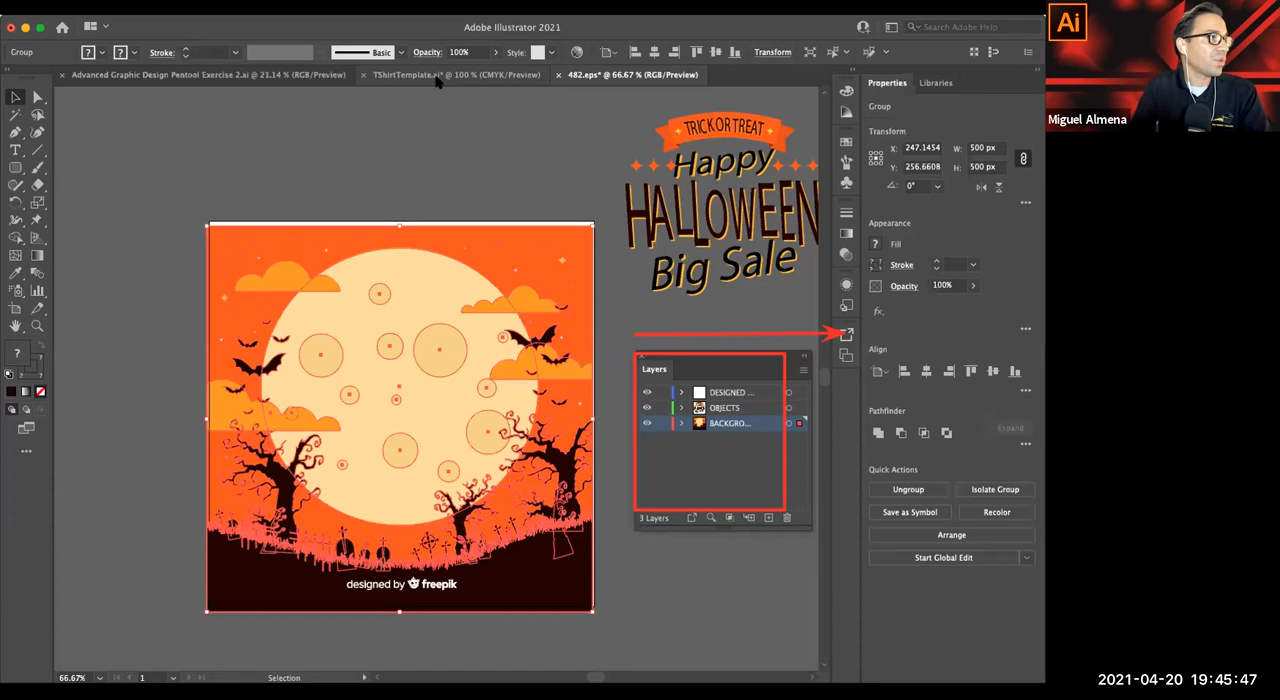 Adobe Illustrator 2021
Search Adobe Help
Ai
Group
Stroke:
Basic
Opacity: 100%
Style:
Transform
Advanced Graphic Design Pentool Exercise 2.ai @ 21.14 % (RGB/Preview)
@ 100 % (CMYK/Preview)
482.eps* @ 66.67 % (RGB/Preview)
Properties
Libraries
Group
Miguel Almena
Transform
X: 247.1454
W: 500 px
Y: 256.6608
H: 500 px
0°
TRICK OR TREAT
Happy
HALLOWEEN
Big Sale
Appearance
? Fill
Stroke
Opacity 100%
fx.
Align
Pathfinder
Expand
Quick Actions
Ungroup
Isolate Group
Save as Symbol
Recolor
Arrange
Start Global Edit
Layers
DESIGNED ...
OBJECTS
BACKGRO...
3 Layers
designed by freepik
66.67%
1
Selection
2021-04-20 19:45:47